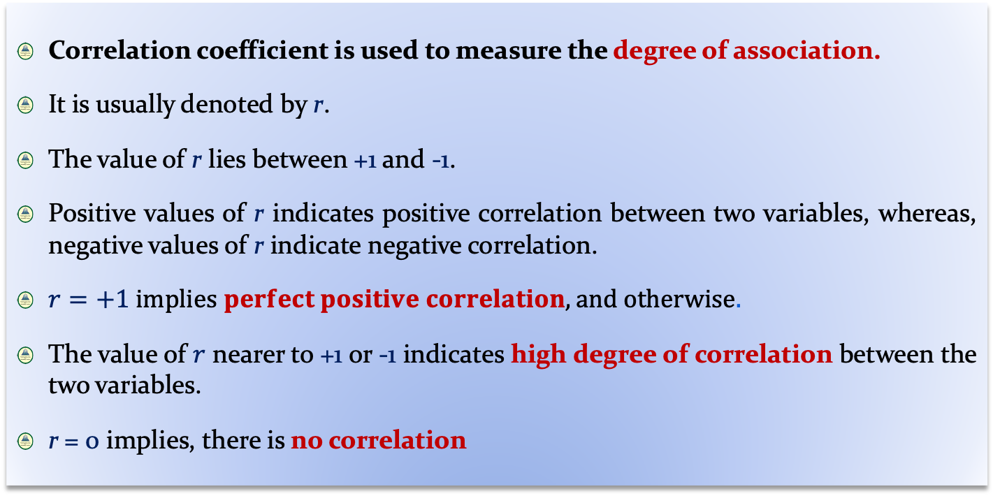 Correlation coefficient is used to measure the degree of association.
It is usually denoted by r.
The value of r lies between +1 and -1.
Positive values of r indicates positive correlation between two variables, whereas,
negative values of r indicate negative correlation.
r = +1 implies perfect positive correlation, and otherwise.
The value of r nearer to +1 or -1 indicates high degree of correlation between the
two variables.
r = 0 implies, there is no correlation